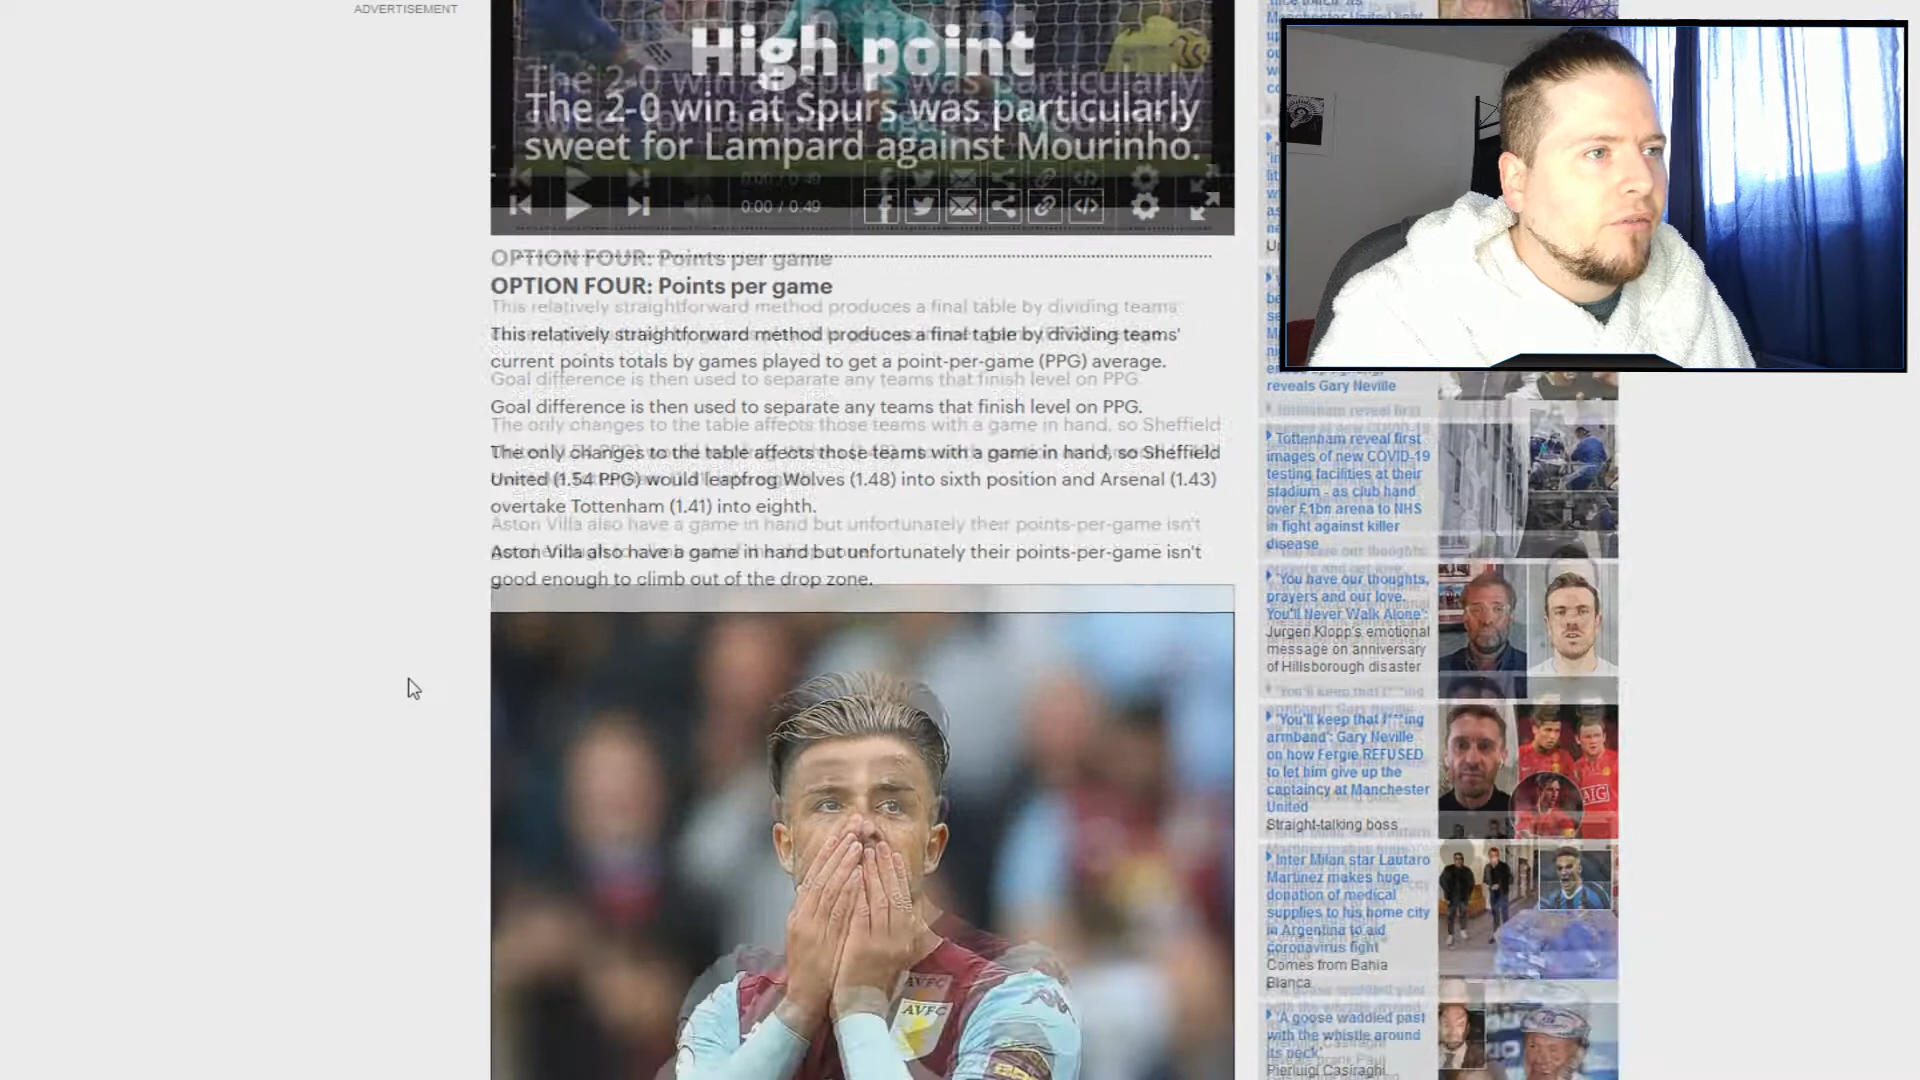 ADVERTISEMENT
High point
The 2-0 win at Spurs was particularly
sweet for Lampard against Mourinho.
0:00 / 0:49
OPTION FOUR: Points per game
This relatively straightforward method produces a final table by dividing teams'
current points totals by games played to get a point-per-game (PPG) average.
Goal difference is then used to separate any teams that finish level on PPG.
The only changes to the table affects those teams with a game in hand, so Sheffield
United (1.54 PPG) would leapfrog Wolves (1.48) into sixth position and Arsenal (1.43)
overtake Tottenham (1.41) into eighth.
Aston Villa also have a game in hand but unfortunately their points-per-game isn't
good enough to climb out of the drop zone.
AVFC
reveals Gary Neville
Tottenham reveal first
images of new COVID-19
testing facilities at their
stadium - as club hand
over £1bn arena to NHS
in fight against killer
disease
'You have our thoughts,
prayers and our love.
You'll Never Walk Alone':
Jurgen Klopp's emotional
message on anniversary
of Hillsborough disaster
'You'll keep that f***ing
armband': Gary Neville
on how Fergie REFUSED
to let him give up the
captaincy at Manchester
United
Straight-talking boss
AIG
Inter Milan star Lautaro
Martinez makes huge
donation of medical
supplies to his home city
in Argentina to aid
coronavirus fight
Comes from Bahia
Blanca
'A goose waddled past
with the whistle around
its neck'
Pierluigi Casiraghi